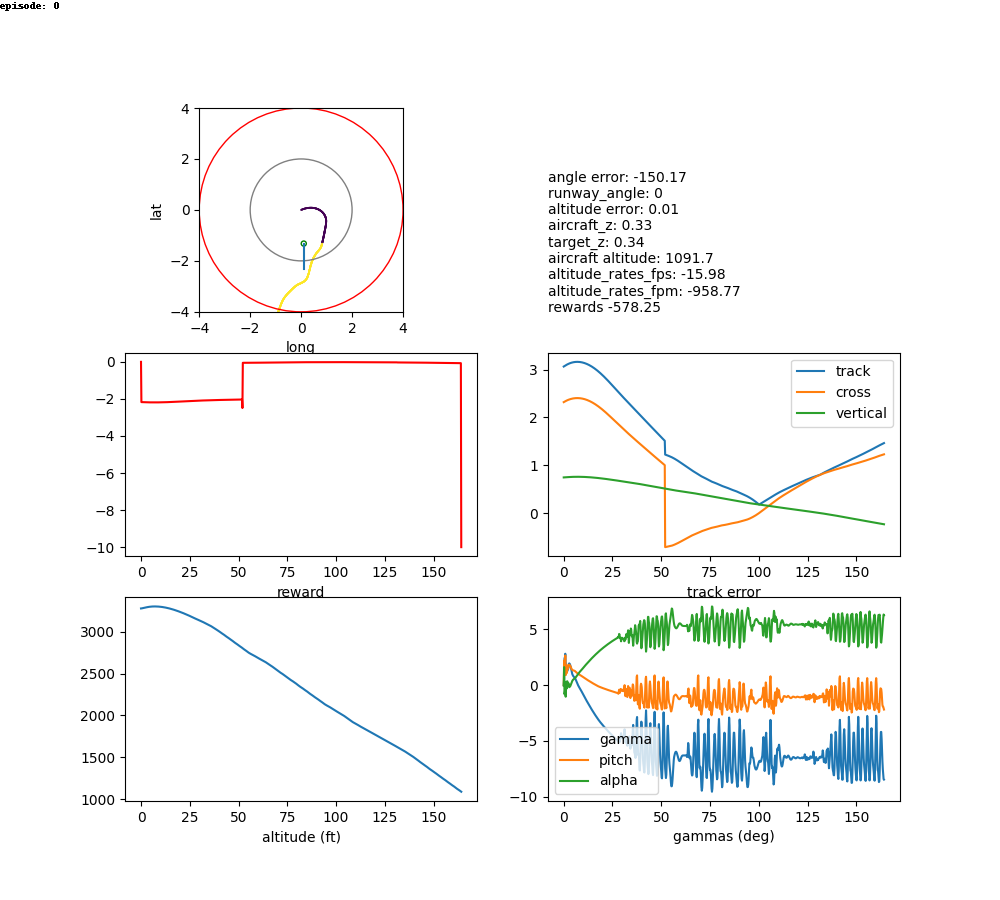 episode: 0
4
2
0
−2
−4
lat
−4 −2 0 2 4
long
angle error: -150.17
runway_angle: 0
altitude error: 0.01
aircraft_z: 0.33
target_z: 0.34
aircraft altitude: 1091.7
altitude_rates_fps: -15.98
altitude_rates_fpm: -958.77
rewards -578.25
0
−2
−4
−6
−8
−10
0 25 50 75 100 125 150
reward
3
2
1
0
track
cross
vertical
0 25 50 75 100 125 150
track error
3000
2500
2000
1500
1000
0 25 50 75 100 125 150
altitude (ft)
5
0
−5
−10
gamma
pitch
alpha
0 25 50 75 100 125 150
gammas (deg)